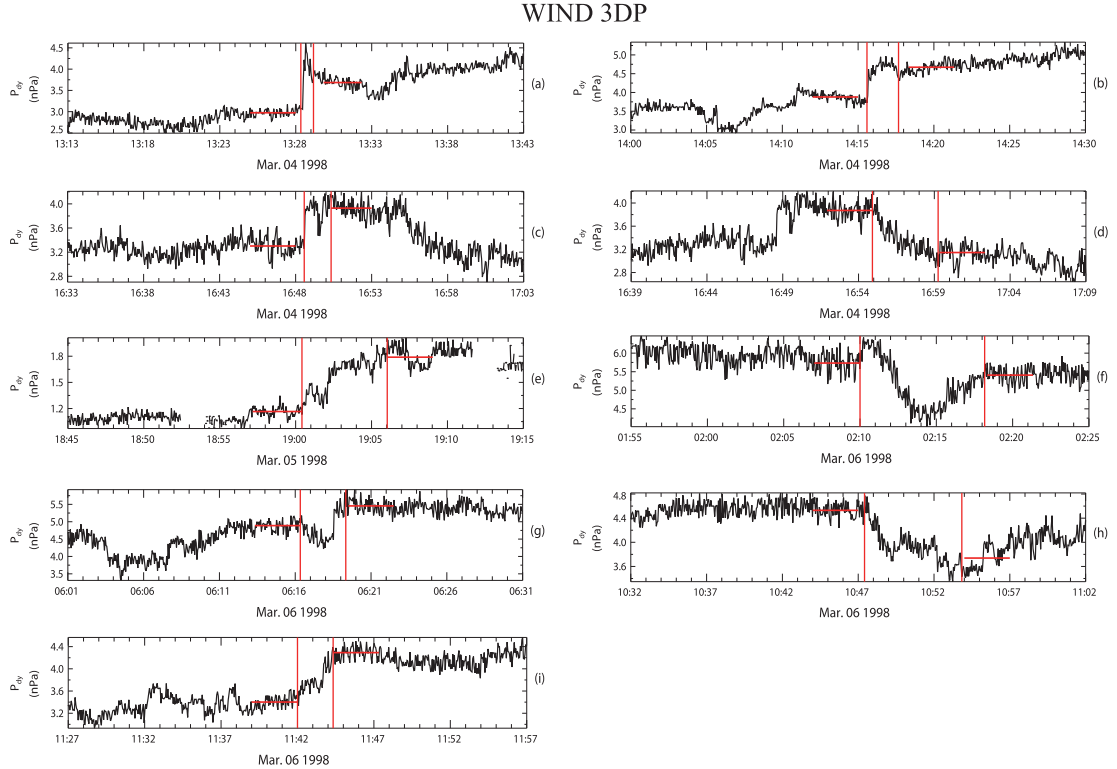 WIND 3DP
P_dy (nPa)
4.5
4.0
3.5
3.0
2.5
13:13 13:18 13:23 13:28 13:33 13:38 13:43
Mar. 04 1998
(a)
P_dy (nPa)
5.0
4.5
4.0
3.5
3.0
14:00 14:05 14:10 14:15 14:20 14:25 14:30
Mar. 04 1998
(b)
P_dy (nPa)
4.0
3.6
3.2
2.8
16:33 16:38 16:43 16:48 16:53 16:58 17:03
Mar. 04 1998
(c)
P_dy (nPa)
4.0
3.6
3.2
2.8
16:39 16:44 16:49 16:54 16:59 17:04 17:09
Mar. 04 1998
(d)
P_dy (nPa)
1.8
1.5
1.2
18:45 18:50 18:55 19:00 19:05 19:10 19:15
Mar. 05 1998
(e)
P_dy (nPa)
6.0
5.5
5.0
4.5
01:55 02:00 02:05 02:10 02:15 02:20 02:25
Mar. 06 1998
(f)
P_dy (nPa)
5.5
5.0
4.5
4.0
3.5
06:01 06:06 06:11 06:16 06:21 06:26 06:31
Mar. 06 1998
(g)
P_dy (nPa)
4.8
4.4
4.0
3.6
10:32 10:37 10:42 10:47 10:52 10:57 11:02
Mar. 06 1998
(h)
P_dy (nPa)
4.4
4.0
3.6
3.2
11:27 11:32 11:37 11:42 11:47 11:52 11:57
Mar. 06 1998
(i)